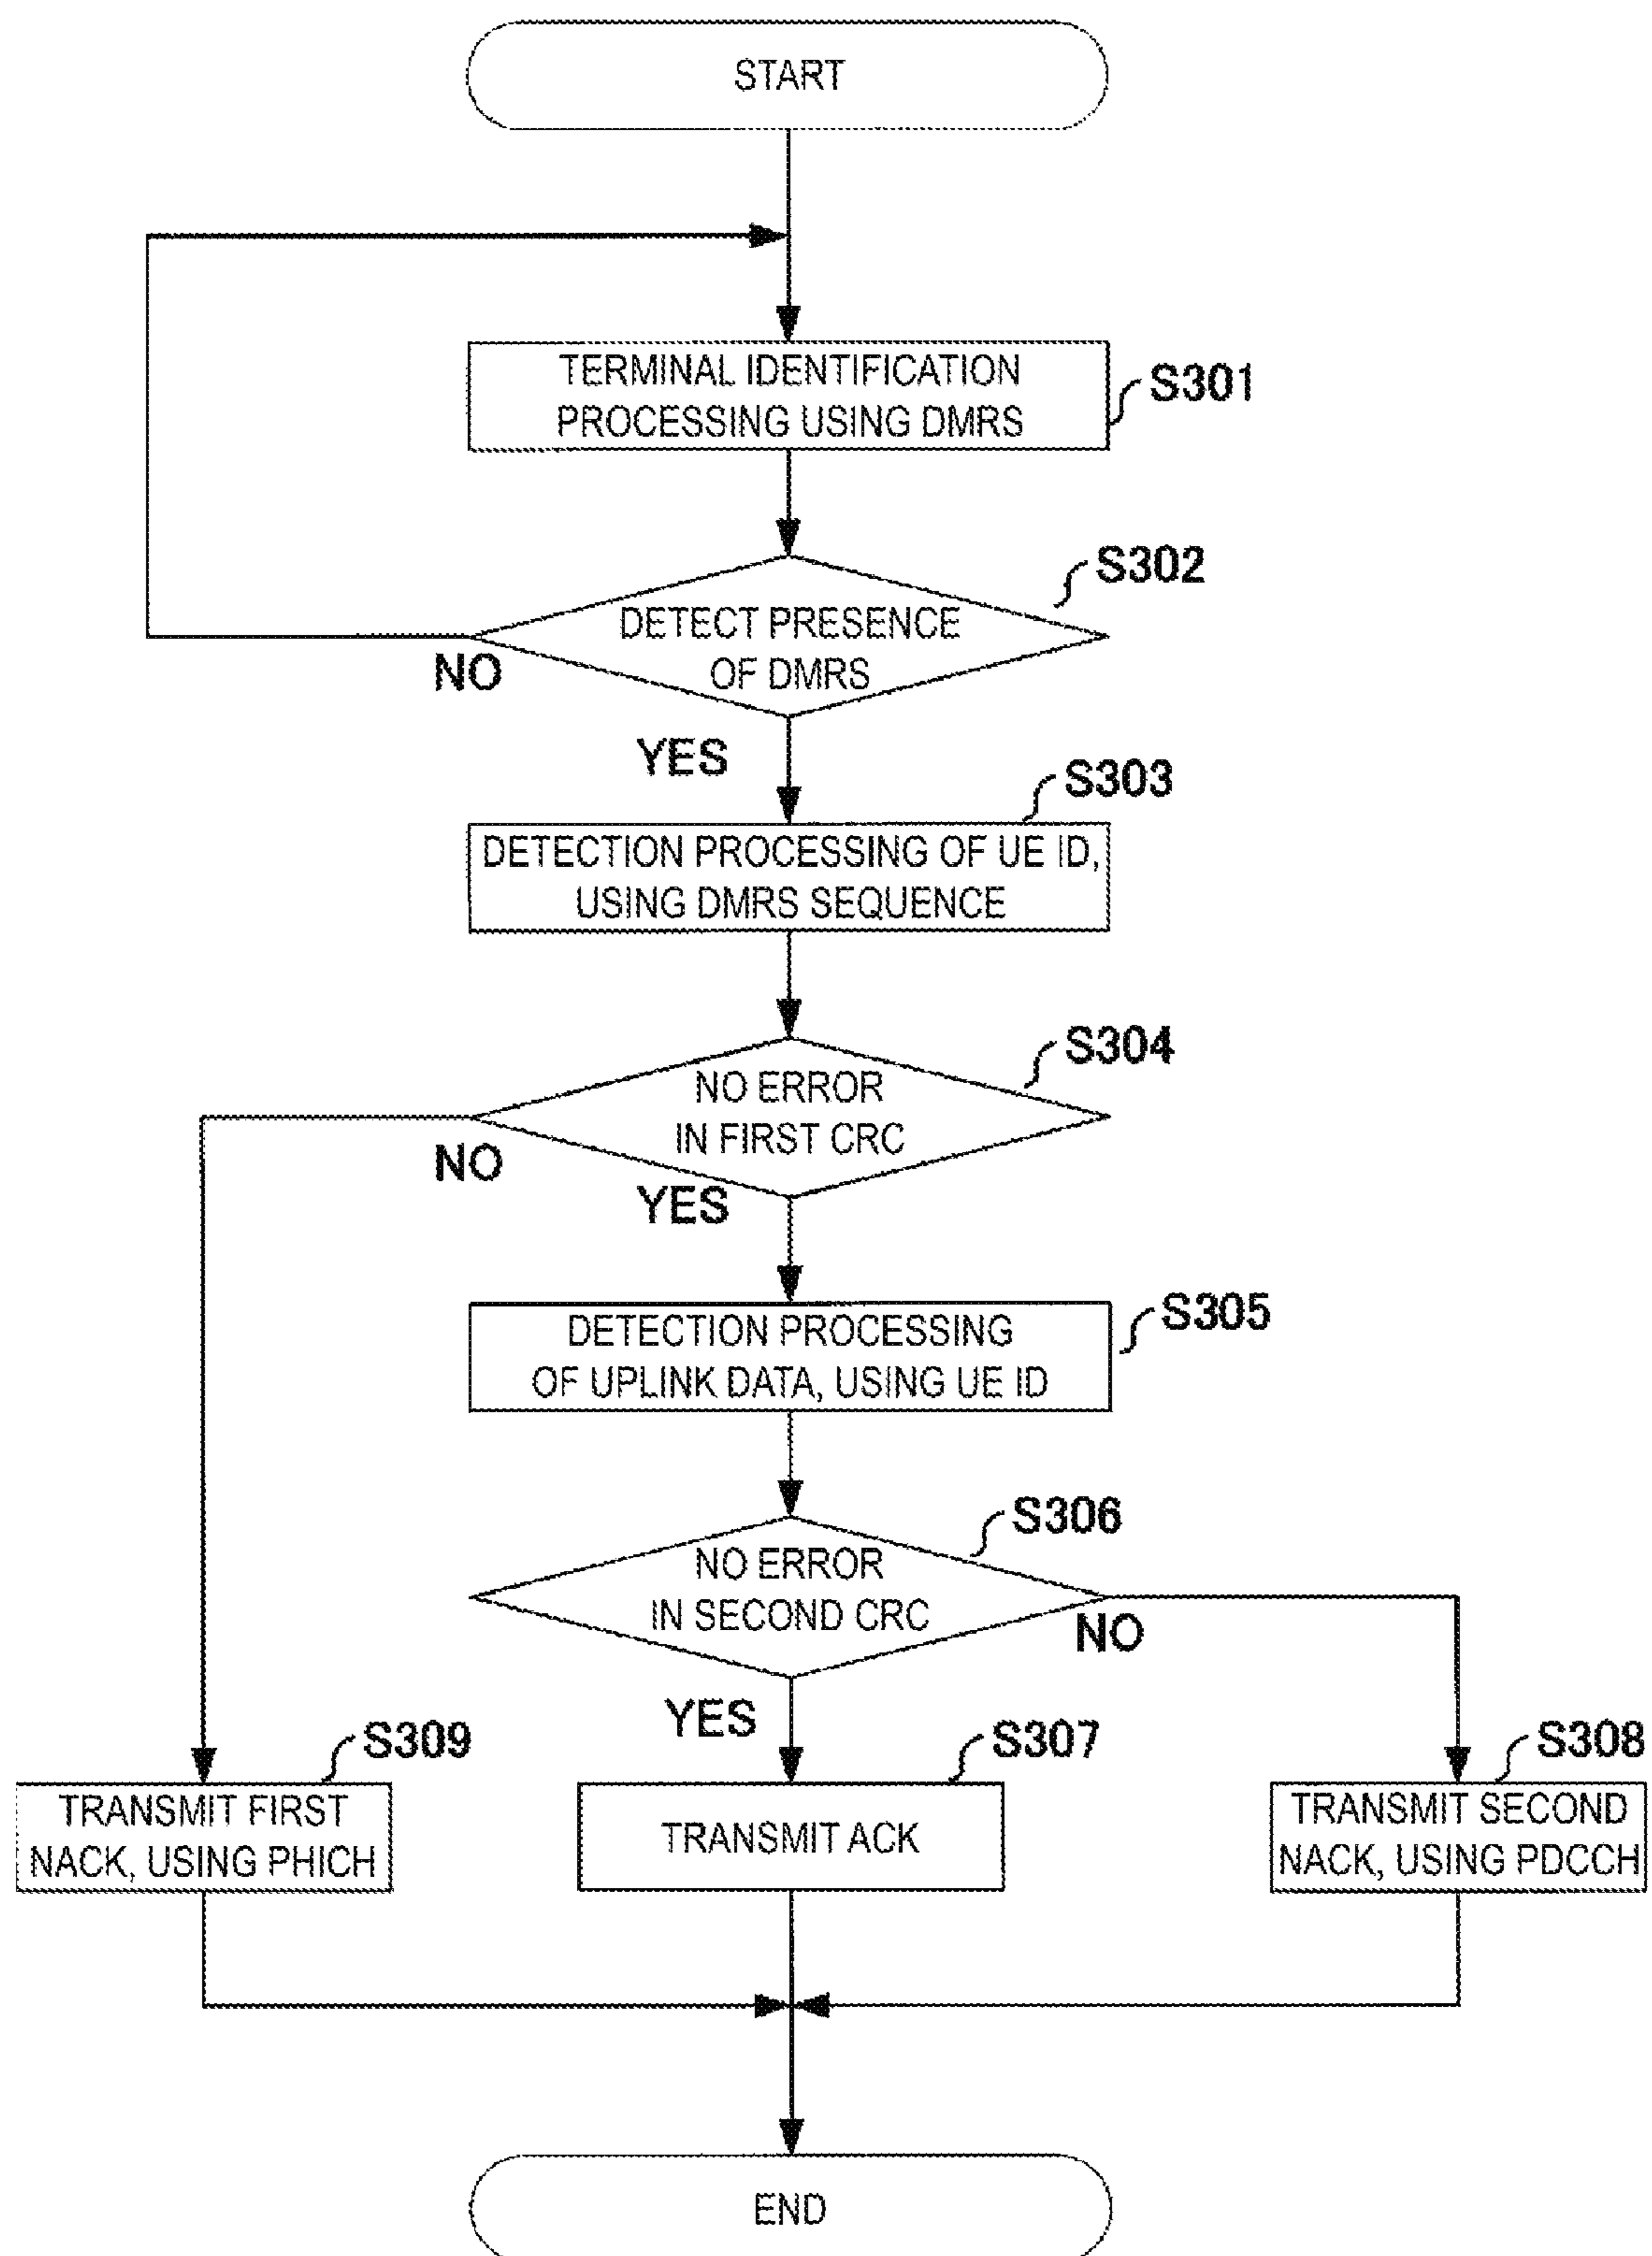 START
TERMINAL IDENTIFICATION
PROCESSING USING DMRS
S301
DETECT PRESENCE
OF DMRS
S302
NO
YES
S303
DETECTION PROCESSING OF UE ID,
USING DMRS SEQUENCE
S304
NO ERROR
IN FIRST CRC
NO
YES
DETECTION PROCESSING
OF UPLINK DATA, USING UE ID
S305
S306
NO ERROR
IN SECOND CRC
NO
YES
S309
TRANSMIT FIRST
NACK, USING PHICH
S307
TRANSMIT ACK
S308
TRANSMIT SECOND
NACK, USING PDCCH
END